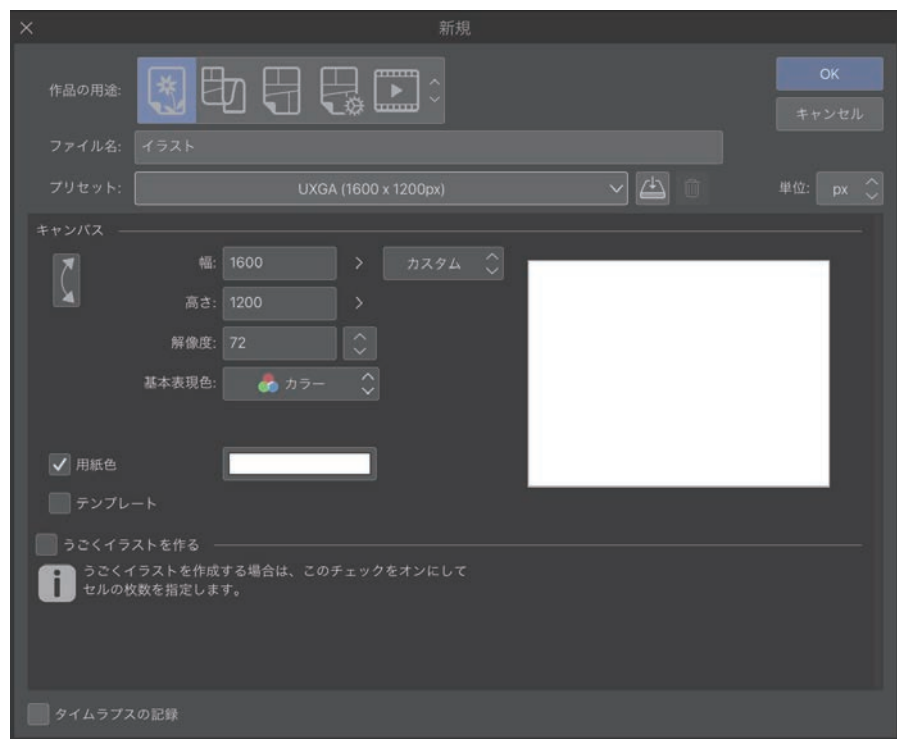 新規
作品の用途:
OK
キャンセル
ファイル名: イラスト
プリセット: UXGA (1600 x 1200px) 単位: px
キャンバス
幅: 1600 カスタム
高さ: 1200
解像度: 72
基本表現色: カラー
用紙色
テンプレート
うごくイラストを作る
うごくイラストを作成する場合は、このチェックをオンにして
セルの枚数を指定します。
タイムラプスの記録